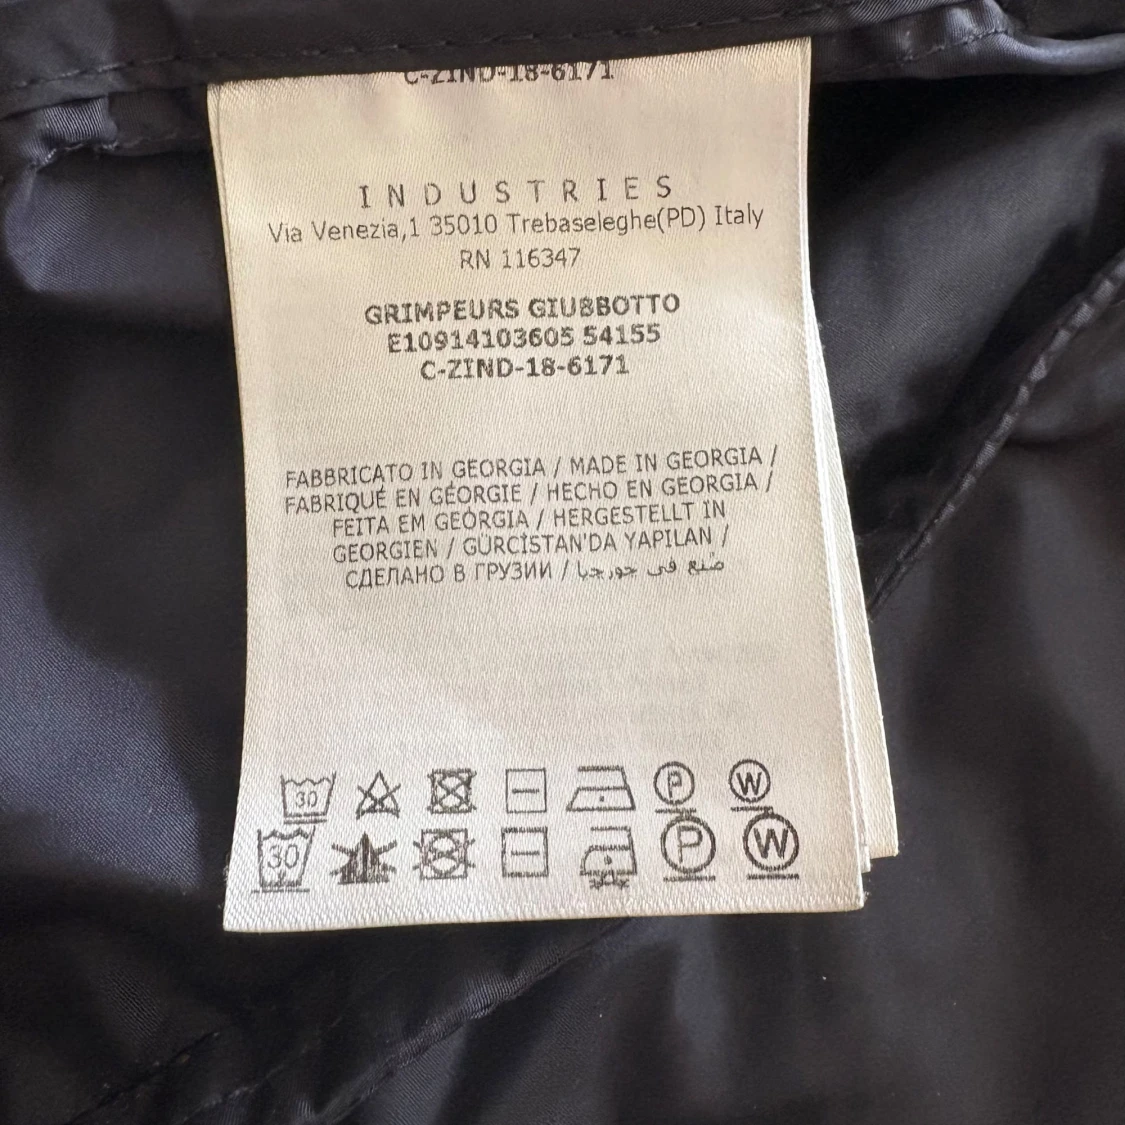 C-ZIND-18-6171
INDUSTRIES
Via Venezia,1 35010 Trebaseleghe(PD) Italy
RN 116347
GRIMPEURS GIUBBOTTO
E10914103605 54155
C-ZIND-18-6171
FABBRICATO IN GEORGIA / MADE IN GEORGIA /
FABRIQUÉ EN GÉORGIE / HECHO EN GEORGIA /
FEITA EM GEÓRGIA / HERGESTELLT IN
GEORGIEN / GÜRCİSTAN'DA YAPILAN /
СДЕЛАНО В ГРУЗИИ / صنع في جورجيا
30 P W
30 P W